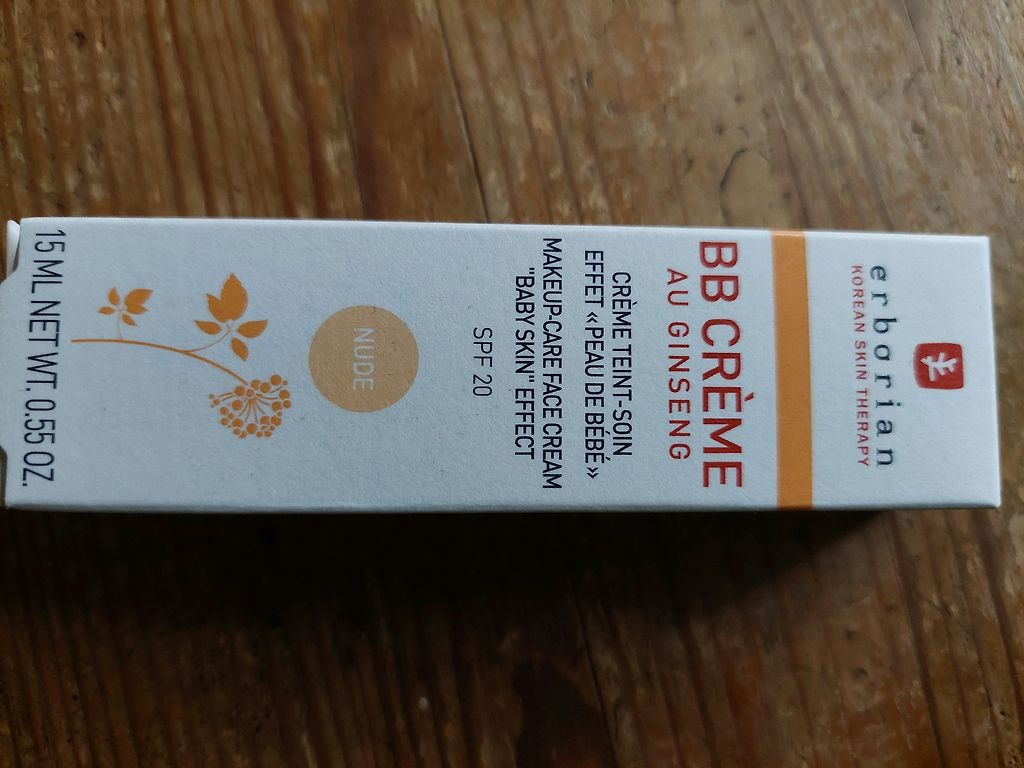 erborian
KOREAN SKIN THERAPY
BB CRÈME
AU GINSENG
CRÈME TEINT-SOIN
EFFET «PEAU DE BÉBÉ»
MAKEUP-CARE FACE CREAM
"BABY SKIN" EFFECT
SPF 20
NUDE
15 ML NET WT. 0.55 OZ.